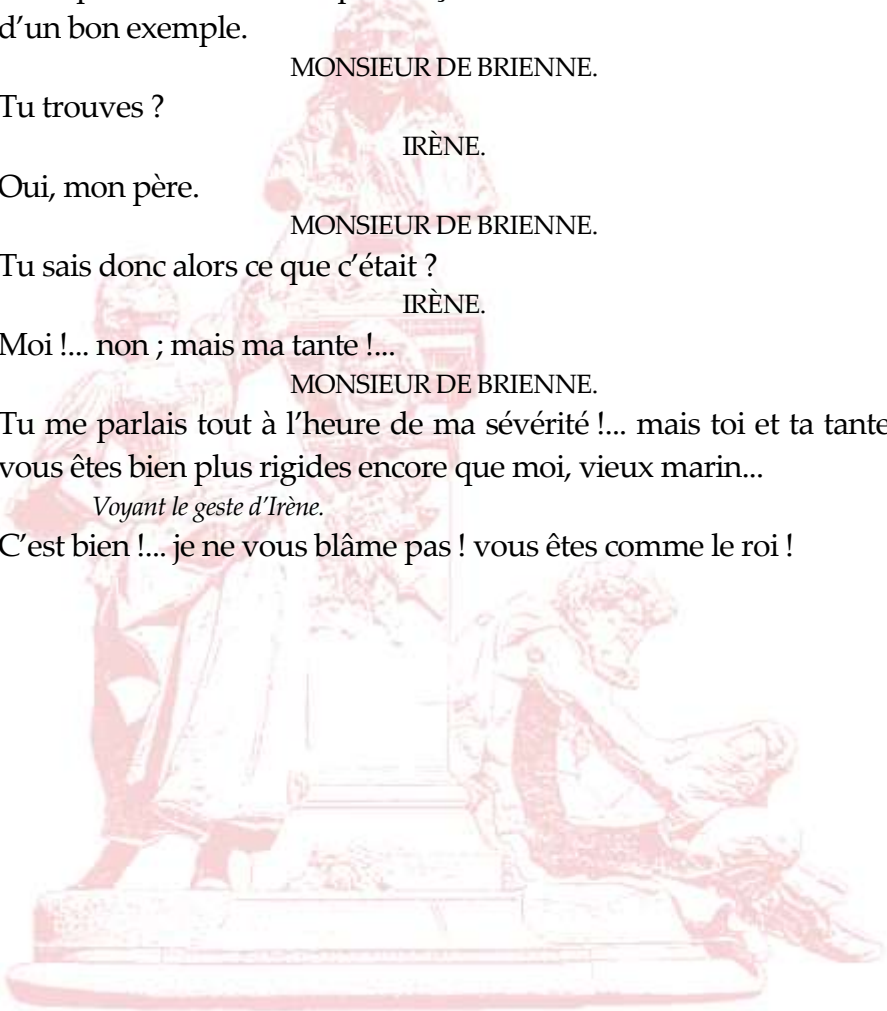 d’un bon exemple.
MONSIEUR DE BRIENNE.
Tu trouves ?
IRÈNE.
Oui, mon père.
MONSIEUR DE BRIENNE.
Tu sais donc alors ce que c’était ?
IRÈNE.
Moi !... non ; mais ma tante !...
MONSIEUR DE BRIENNE.
Tu me parlais tout à l’heure de ma sévérité !... mais toi et ta tante
vous êtes bien plus rigides encore que moi, vieux marin...
Voyant le geste d’Irène.
C’est bien !... je ne vous blâme pas ! vous êtes comme le roi !